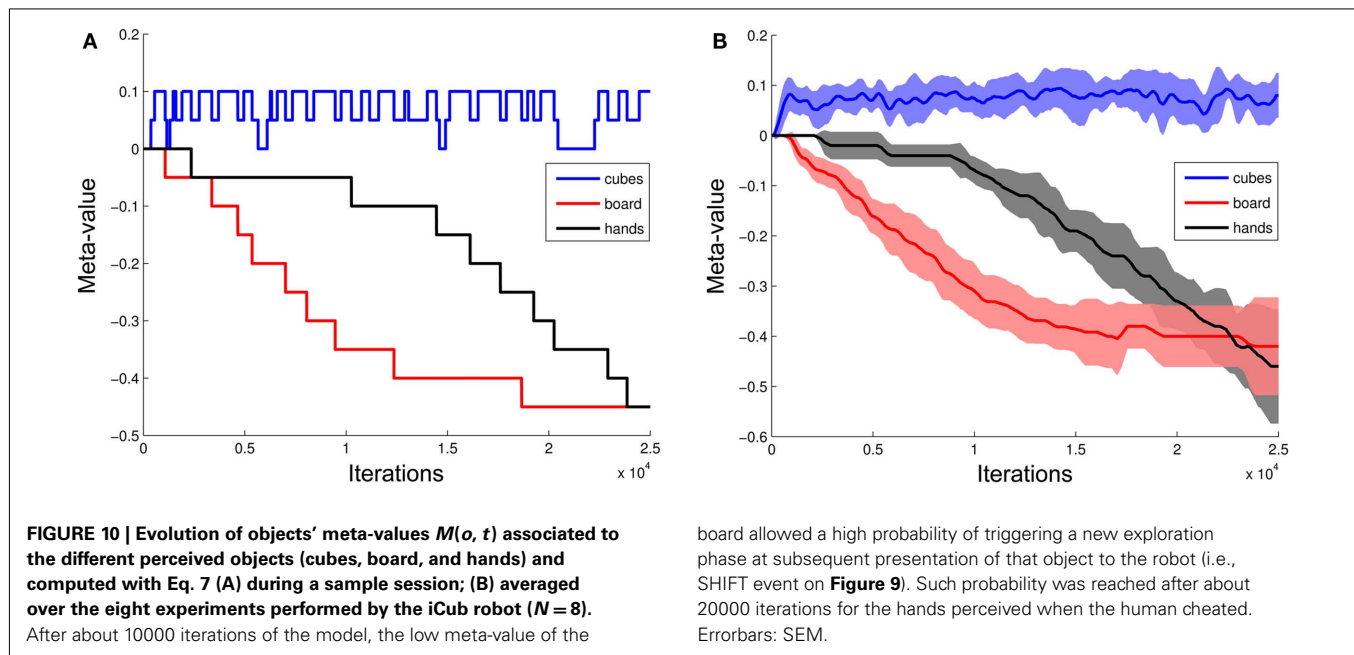 A
0.2
0.1
0
−0.1
−0.2
−0.3
−0.4
−0.5
Meta-value
cubes
board
hands
0
0.5
1
1.5
2
2.5
x 10⁴
Iterations
B
0.2
0.1
0
−0.1
−0.2
−0.3
−0.4
−0.5
−0.6
Meta-value
cubes
board
hands
0
0.5
1
1.5
2
2.5
x 10⁴
Iterations
FIGURE 10 | Evolution of objects' meta-values M(o, t) associated to
the different perceived objects (cubes, board, and hands) and
computed with Eq. 7 (A) during a sample session; (B) averaged
over the eight experiments performed by the iCub robot (N = 8).
After about 10000 iterations of the model, the low meta-value of the
board allowed a high probability of triggering a new exploration
phase at subsequent presentation of that object to the robot (i.e.,
SHIFT event on Figure 9). Such probability was reached after about
20000 iterations for the hands perceived when the human cheated.
Errorbars: SEM.